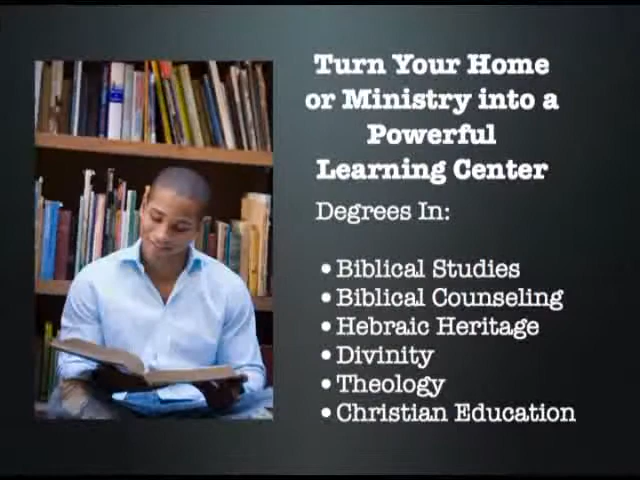 Turn Your Home
or Ministry into a
Powerful
Learning Center
Degrees In:
• Biblical Studies
• Biblical Counseling
• Hebraic Heritage
• Divinity
• Theology
• Christian Education